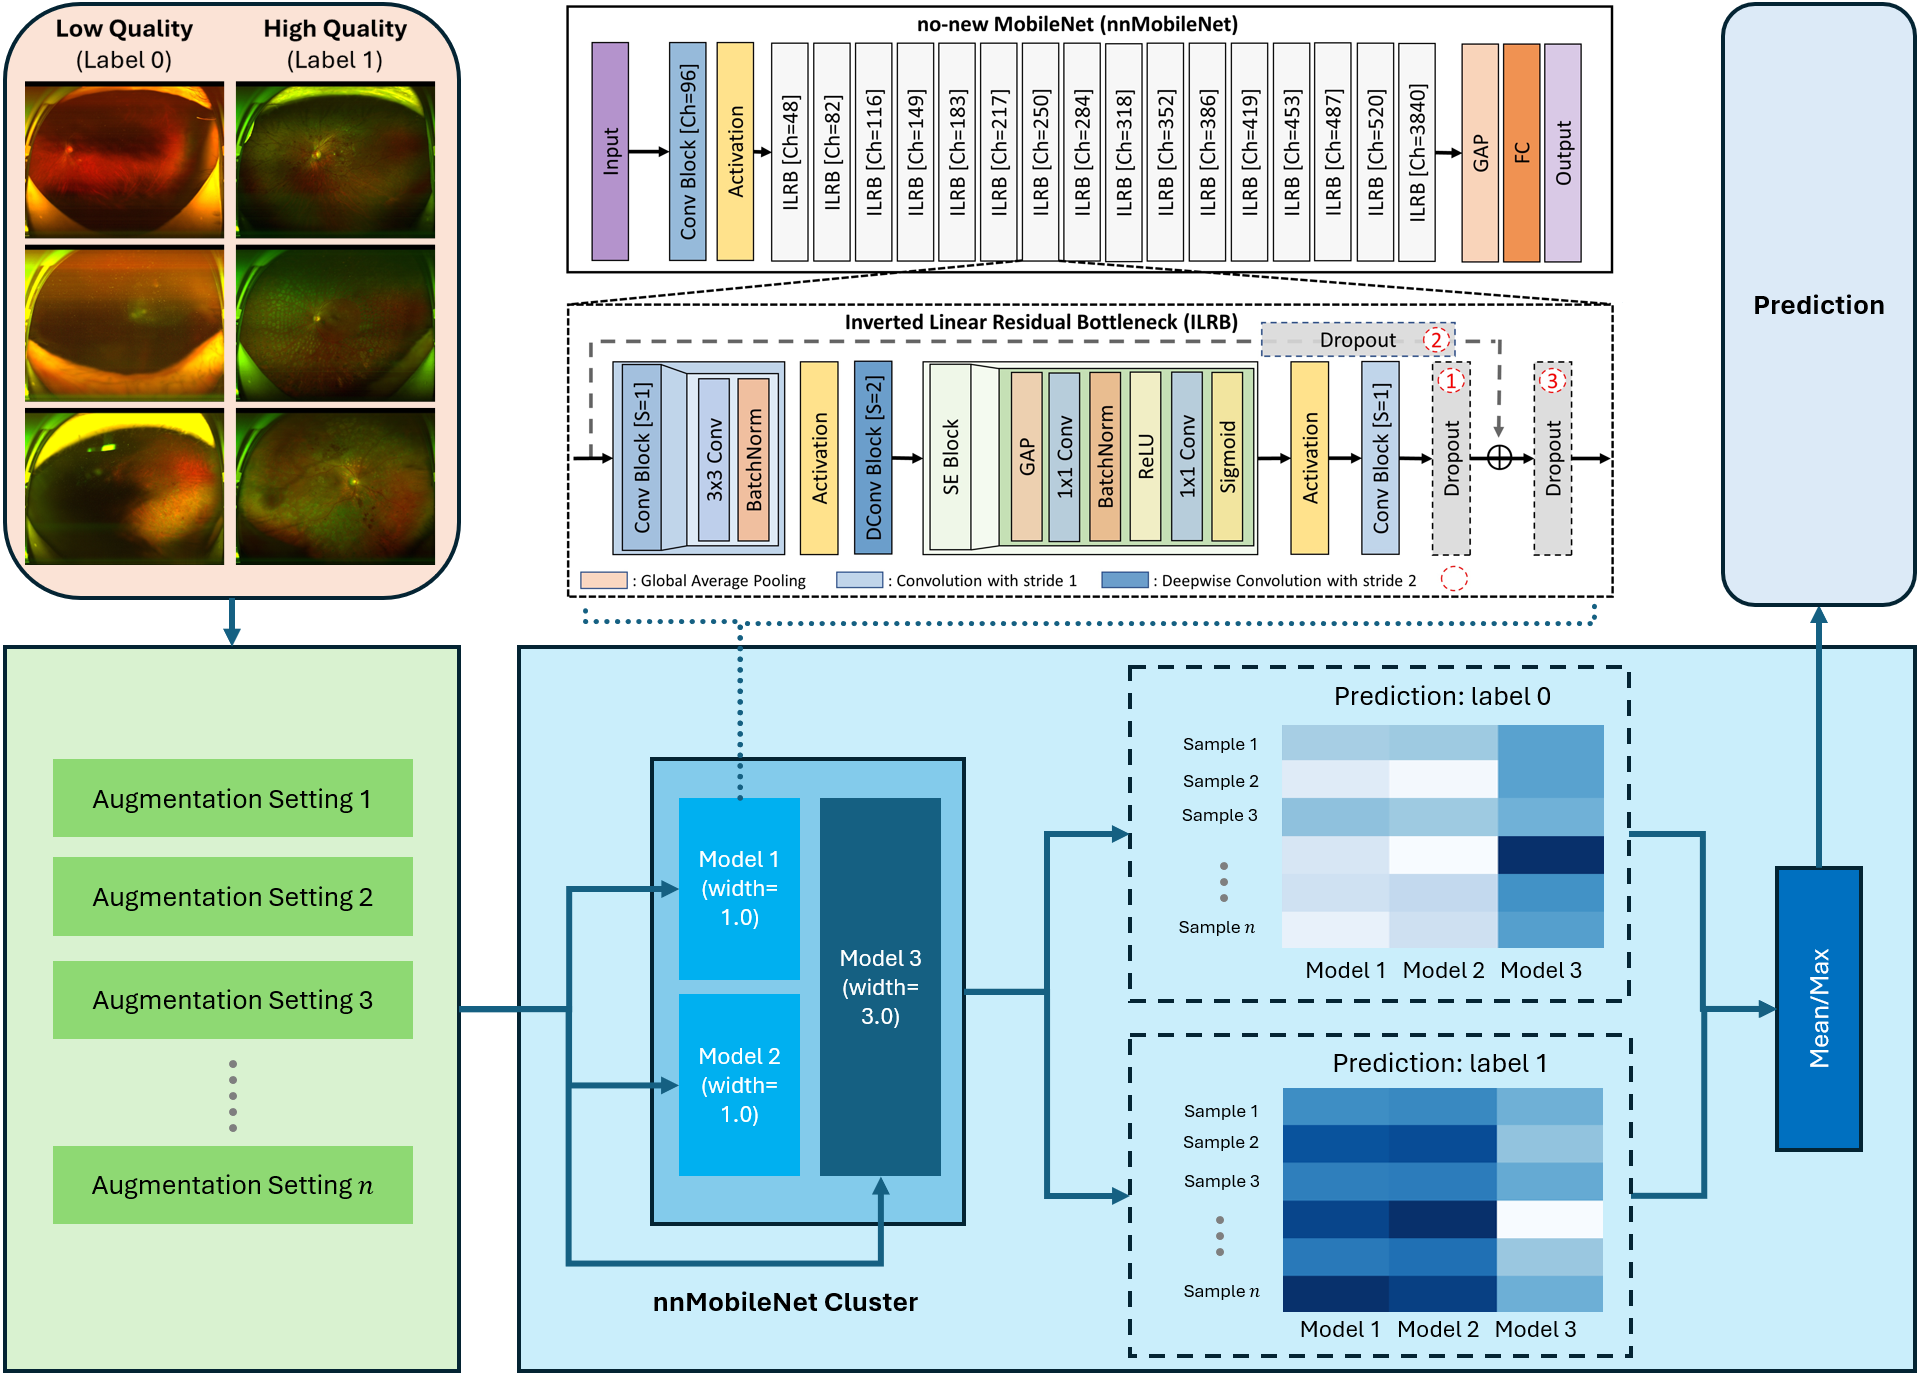 Low Quality
(Label 0)
High Quality
(Label 1)
no-new MobileNet (nnMobileNet)
Input
Conv Block [Ch=96]
Activation
ILRB [Ch=48]
ILRB [Ch=82]
ILRB [Ch=116]
ILRB [Ch=149]
ILRB [Ch=183]
ILRB [Ch=217]
ILRB [Ch=250]
ILRB [Ch=284]
ILRB [Ch=318]
ILRB [Ch=352]
ILRB [Ch=386]
ILRB [Ch=419]
ILRB [Ch=453]
ILRB [Ch=487]
ILRB [Ch=520]
ILRB [Ch=3840]
GAP
FC
Output
Inverted Linear Residual Bottleneck (ILRB)
Dropout 2
Conv Block [S=1]
3x3 Conv
BatchNorm
Activation
DConv Block [S=2]
SE Block
GAP
1x1 Conv
BatchNorm
ReLU
1x1 Conv
Sigmoid
Activation
Conv Block [S=1]
1
Dropout
3
Dropout
: Global Average Pooling
: Convolution with stride 1
: Deepwise Convolution with stride 2
Prediction
Augmentation Setting 1
Augmentation Setting 2
Augmentation Setting 3
Augmentation Setting n
Model 1
(width=
1.0)
Model 2
(width=
1.0)
Model 3
(width=
3.0)
nnMobileNet Cluster
Prediction: label 0
Sample 1
Sample 2
Sample 3
Sample n
Model 1 Model 2 Model 3
Prediction: label 1
Sample 1
Sample 2
Sample 3
Sample n
Model 1 Model 2 Model 3
Mean/Max